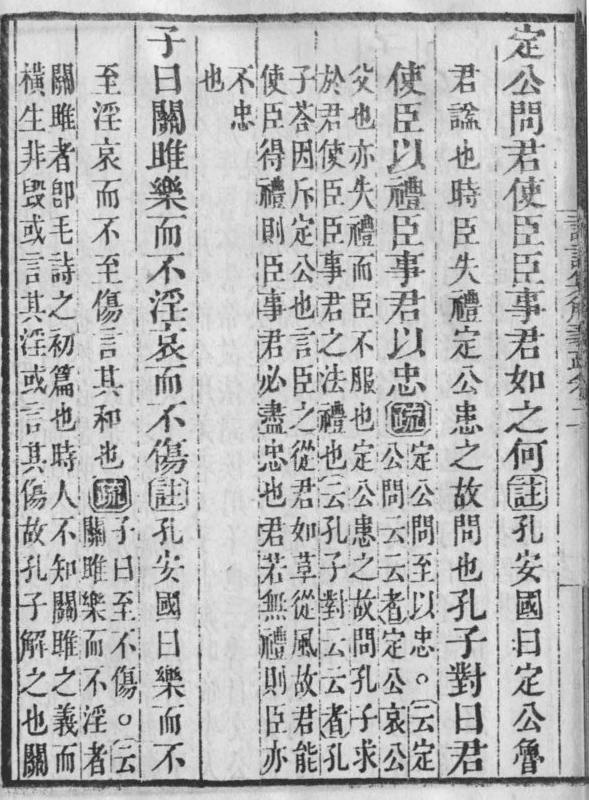 定公問君使臣臣事君如之何註孔安國曰定公魯
君諡也時臣失禮定公患之故問也孔子對曰君
使臣以禮臣事君以忠疏定公問至以忠。云定
公問云云者定公哀公
父也亦失禮而臣不服也定公患之故問孔子求
於君使臣臣事君之法禮也云孔子對云云者孔
子荅因斥定公也言臣之從君如草從風故君能
使臣得禮則臣事君必盡忠也君若無禮則臣亦
不忠
也
子曰關雎樂而不淫哀而不傷註孔安國曰樂而不
至淫哀而不至傷言其和也疏子曰至不傷。云
關雎樂而不淫者
關雎者卽毛詩之初篇也時人不知關雎之義而
橫生非毀或言其淫或言其傷故孔子解之也關